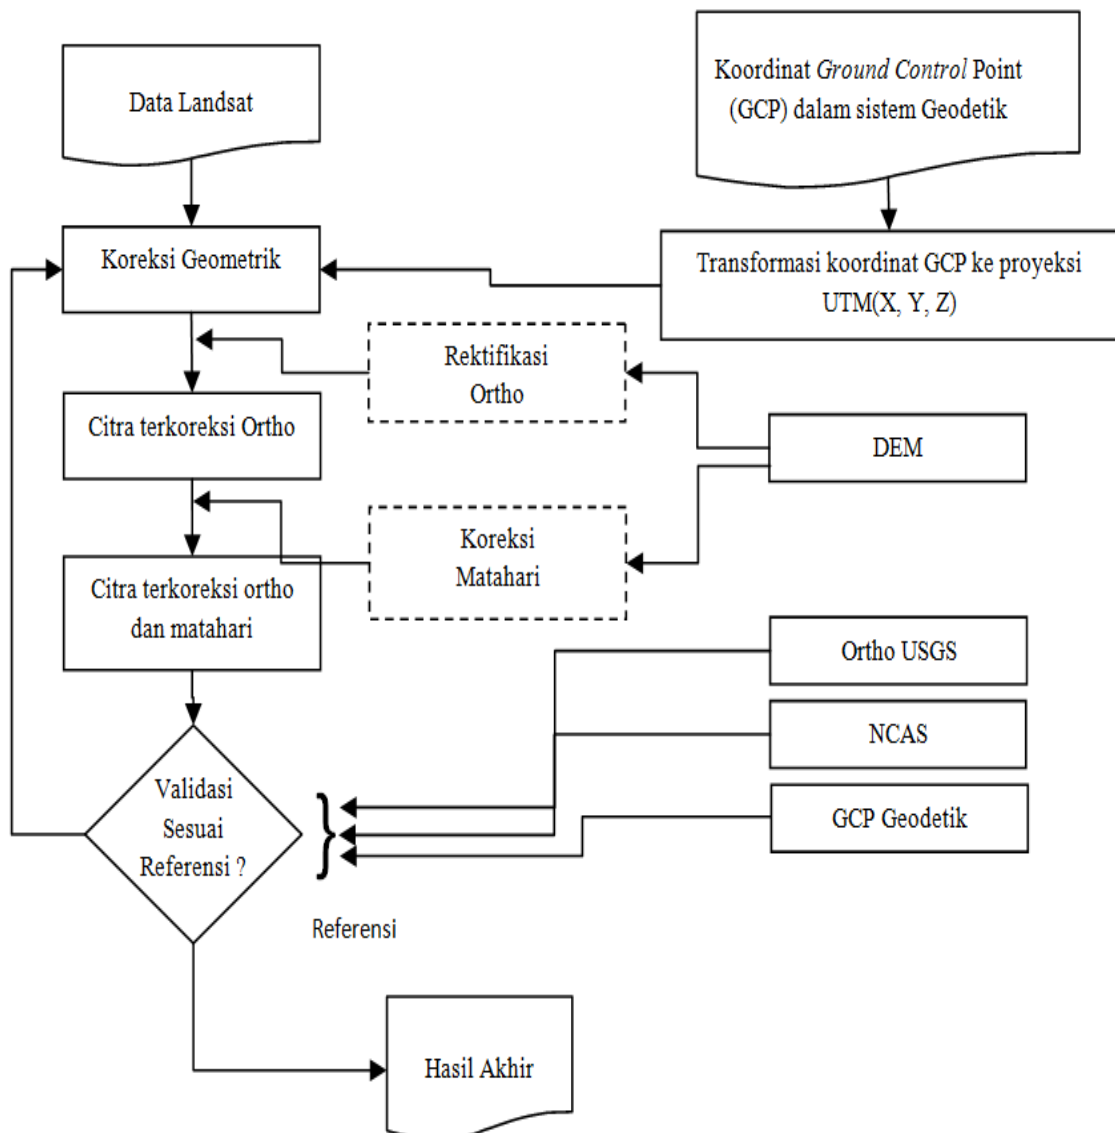 Data Landsat
Koordinat Ground Control Point
(GCP) dalam sistem Geodetik
Koreksi Geometrik
Transformasi koordinat GCP ke proyeksi
UTM(X, Y, Z)
Rektifikasi
Ortho
Citra terkoreksi Ortho
DEM
Koreksi
Matahari
Citra terkoreksi ortho
dan matahari
Ortho USGS
NCAS
Validasi
Sesuai
Referensi ?
GCP Geodetik
Referensi
Hasil Akhir